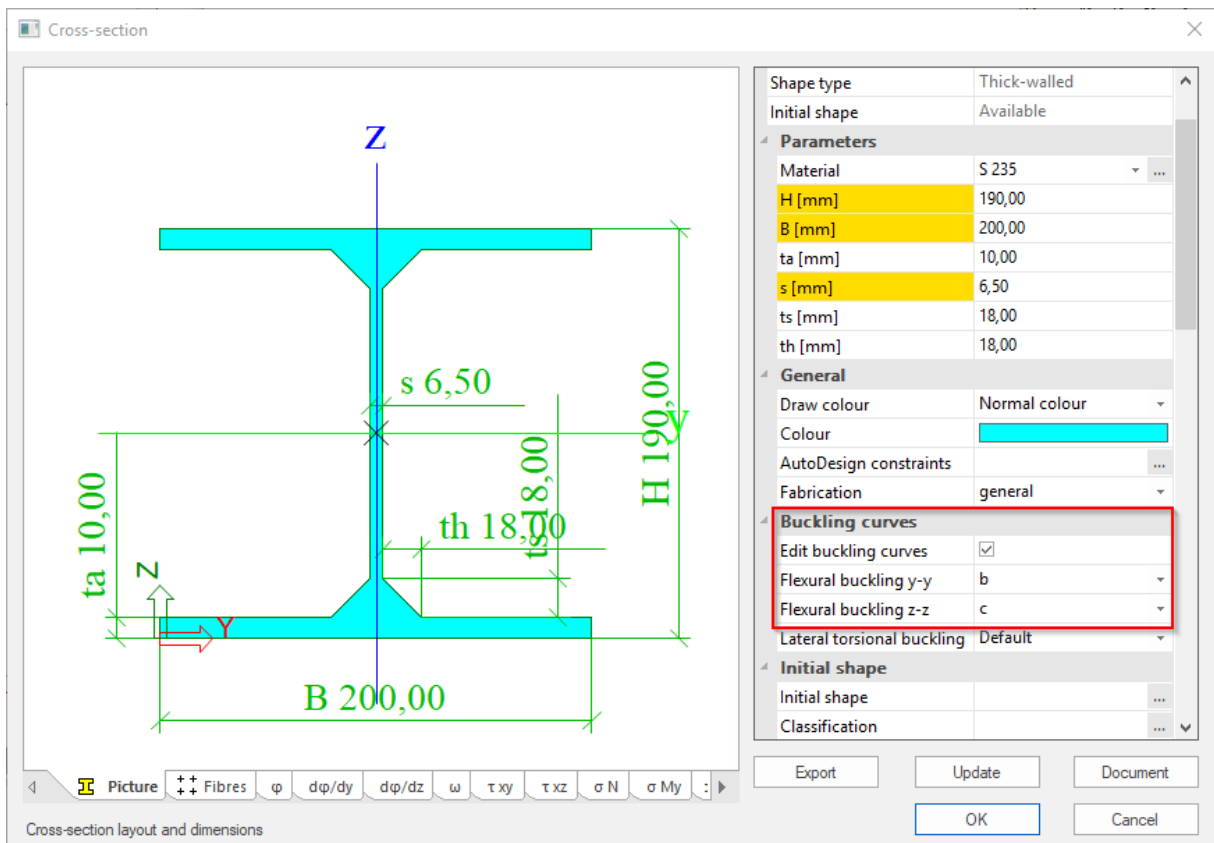 Cross-section
Z
s 6,50
H 190,00
y
ts 18,00
th 18,00
ta 10,00
Z
Y
B 200,00
Picture Fibres φ dφ/dy dφ/dz ω τ xy τ xz σ N σ My
Cross-section layout and dimensions
Shape type Thick-walled
Initial shape Available
Parameters
Material S 235 ...
H [mm] 190,00
B [mm] 200,00
ta [mm] 10,00
s [mm] 6,50
ts [mm] 18,00
th [mm] 18,00
General
Draw colour Normal colour
Colour
AutoDesign constraints ...
Fabrication general
Buckling curves
Edit buckling curves
Flexural buckling y-y b
Flexural buckling z-z c
Lateral torsional buckling Default
Initial shape
Initial shape ...
Classification ...
Export Update Document
OK Cancel